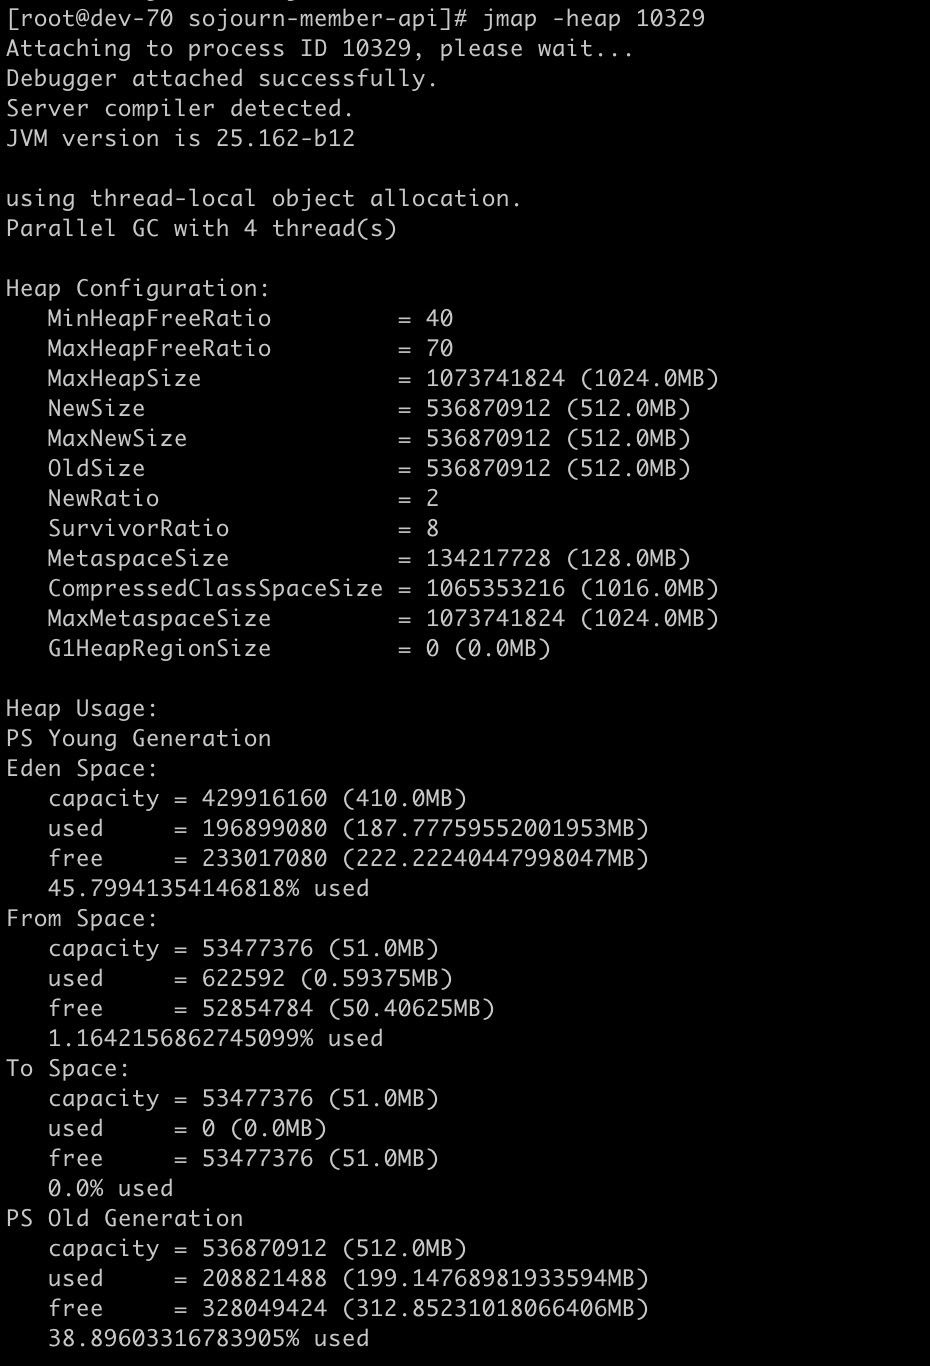 [root@dev-70 sojourn-member-api]# jmap -heap 10329
Attaching to process ID 10329, please wait...
Debugger attached successfully.
Server compiler detected.
JVM version is 25.162-b12
using thread-local object allocation.
Parallel GC with 4 thread(s)
Heap Configuration:
   MinHeapFreeRatio         = 40
   MaxHeapFreeRatio         = 70
   MaxHeapSize              = 1073741824 (1024.0MB)
   NewSize                  = 536870912 (512.0MB)
   MaxNewSize               = 536870912 (512.0MB)
   OldSize                  = 536870912 (512.0MB)
   NewRatio                 = 2
   SurvivorRatio            = 8
   MetaspaceSize            = 134217728 (128.0MB)
   CompressedClassSpaceSize = 1065353216 (1016.0MB)
   MaxMetaspaceSize         = 1073741824 (1024.0MB)
   G1HeapRegionSize         = 0 (0.0MB)
Heap Usage:
PS Young Generation
Eden Space:
   capacity = 429916160 (410.0MB)
   used     = 196899080 (187.77759552001953MB)
   free     = 233017080 (222.22240447998047MB)
   45.79941354146818% used
From Space:
   capacity = 53477376 (51.0MB)
   used     = 622592 (0.59375MB)
   free     = 52854784 (50.40625MB)
   1.1642156862745099% used
To Space:
   capacity = 53477376 (51.0MB)
   used     = 0 (0.0MB)
   free     = 53477376 (51.0MB)
   0.0% used
PS Old Generation
   capacity = 536870912 (512.0MB)
   used     = 208821488 (199.14768981933594MB)
   free     = 328049424 (312.85231018066406MB)
   38.89603316783905% used